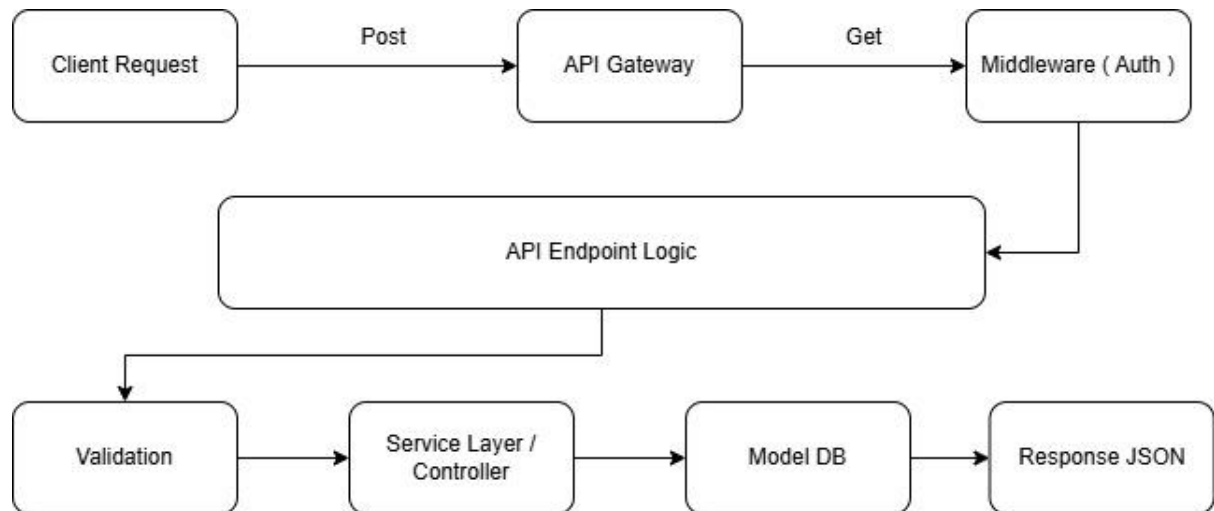 Post
Get
Client Request
API Gateway
Middleware ( Auth )
API Endpoint Logic
Validation
Service Layer /
Controller
Model DB
Response JSON